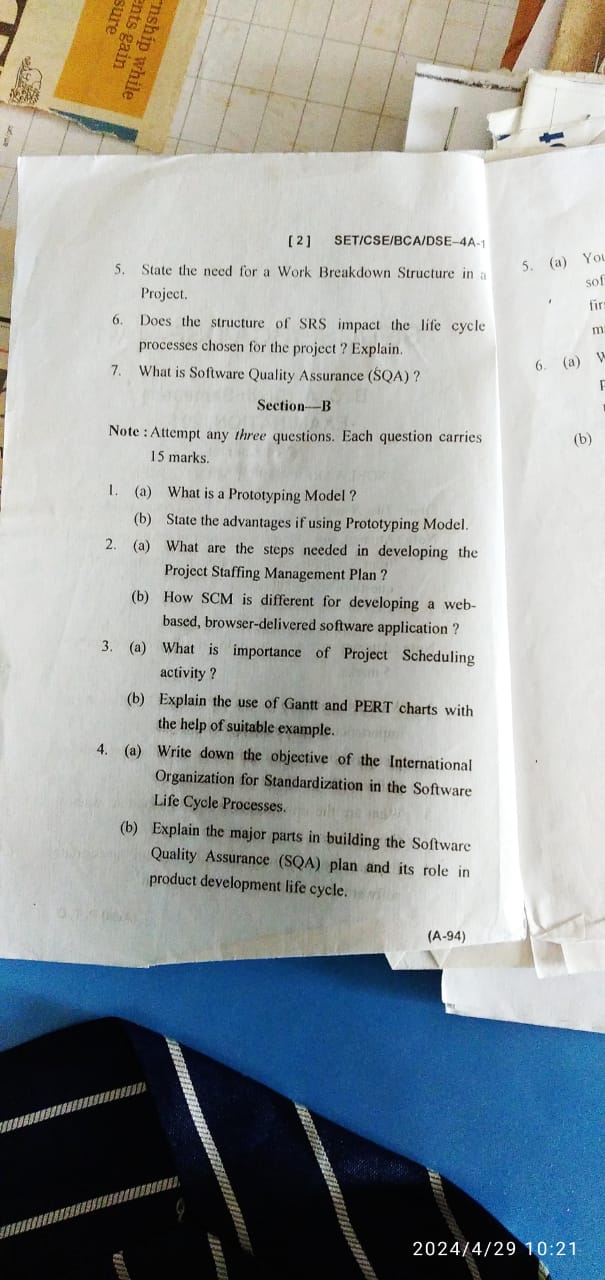 rnship while
ents gain
sure
[ 2 ] SET/CSE/BCA/DSE–4A-1
5. State the need for a Work Breakdown Structure in a
Project.
6. Does the structure of SRS impact the life cycle
processes chosen for the project ? Explain.
7. What is Software Quality Assurance (SQA) ?
Section—B
Note : Attempt any three questions. Each question carries
15 marks.
1. (a) What is a Prototyping Model ?
(b) State the advantages if using Prototyping Model.
2. (a) What are the steps needed in developing the
Project Staffing Management Plan ?
(b) How SCM is different for developing a web-
based, browser-delivered software application ?
3. (a) What is importance of Project Scheduling
activity ?
(b) Explain the use of Gantt and PERT charts with
the help of suitable example.
4. (a) Write down the objective of the International
Organization for Standardization in the Software
Life Cycle Processes.
(b) Explain the major parts in building the Software
Quality Assurance (SQA) plan and its role in
product development life cycle.
(A-94)
5. (a) You
sof
fir
m
6. (a) W
(b)
2024/4/29 10:21